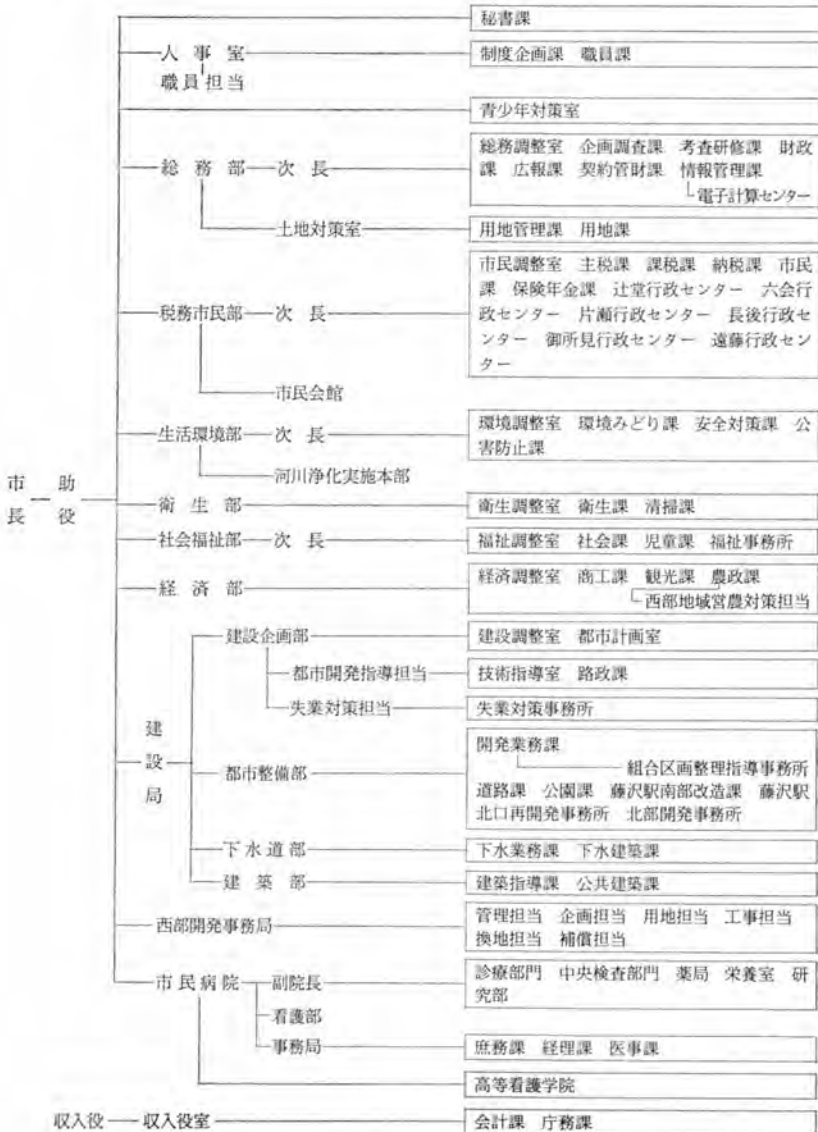 秘書課
人事室
制度企画課 職員課
職員担当
青少年対策室
総務部
次長
総務調整室 企画調査課 考査研修課 財政
課 広報課 契約管財課 情報管理課
電子計算センター
土地対策室
用地管理課 用地課
税務市民部
次長
市民調整室 主税課 課税課 納税課 市民
課 保険年金課 辻堂行政センター 六会行
政センター 片瀬行政センター 長後行政セ
ンター 御所見行政センター 遠藤行政セン
ター
市民会館
生活環境部
次長
環境調整室 環境みどり課 安全対策課 公
害防止課
河川浄化実施本部
市長
助役
衛生部
衛生調整室 衛生課 清掃課
社会福祉部
次長
福祉調整室 社会課 児童課 福祉事務所
経済部
経済調整室 商工課 観光課 農政課
西部地域営農対策担当
建設局
建設企画部
建設調整室 都市計画室
都市開発指導担当
技術指導室 路政課
失業対策担当
失業対策事務所
都市整備部
開発業務課
組合区画整理指導事務所
道路課 公園課 藤沢駅南部改造課 藤沢駅
北口再開発事務所 北部開発事務所
下水道部
下水業務課 下水建築課
建築部
建築指導課 公共建築課
西部開発事務局
管理担当 企画担当 用地担当 工事担当
換地担当 補償担当
市民病院
副院長
診療部門 中央検査部門 薬局 栄養室 研
究部
看護部
事務局
庶務課 経理課 医事課
高等看護学院
収入役
収入役室
会計課 庁務課